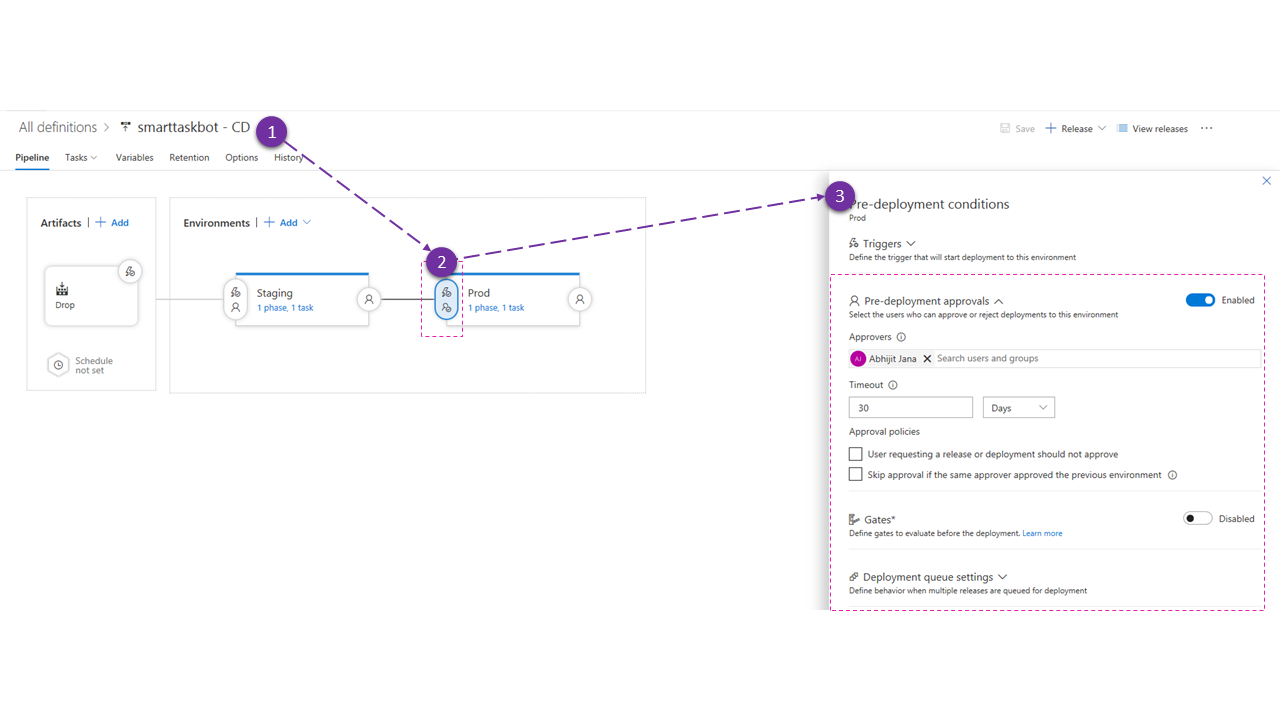 All definitions > smarttaskbot - CD
1
Save
Release
View releases
...
Pipeline
Tasks
Variables
Retention
Options
History
Artifacts | + Add
Drop
Schedule
not set
Environments | + Add
Staging
1 phase, 1 task
2
Prod
1 phase, 1 task
3
Pre-deployment conditions
Prod
Triggers
Define the trigger that will start deployment to this environment
Pre-deployment approvals
Enabled
Select the users who can approve or reject deployments to this environment
Approvers
AJ Abhijit Jana Search users and groups
Timeout
30
Days
Approval policies
User requesting a release or deployment should not approve
Skip approval if the same approver approved the previous environment
Gates*
Disabled
Define gates to evaluate before the deployment. Learn more
Deployment queue settings
Define behavior when multiple releases are queued for deployment